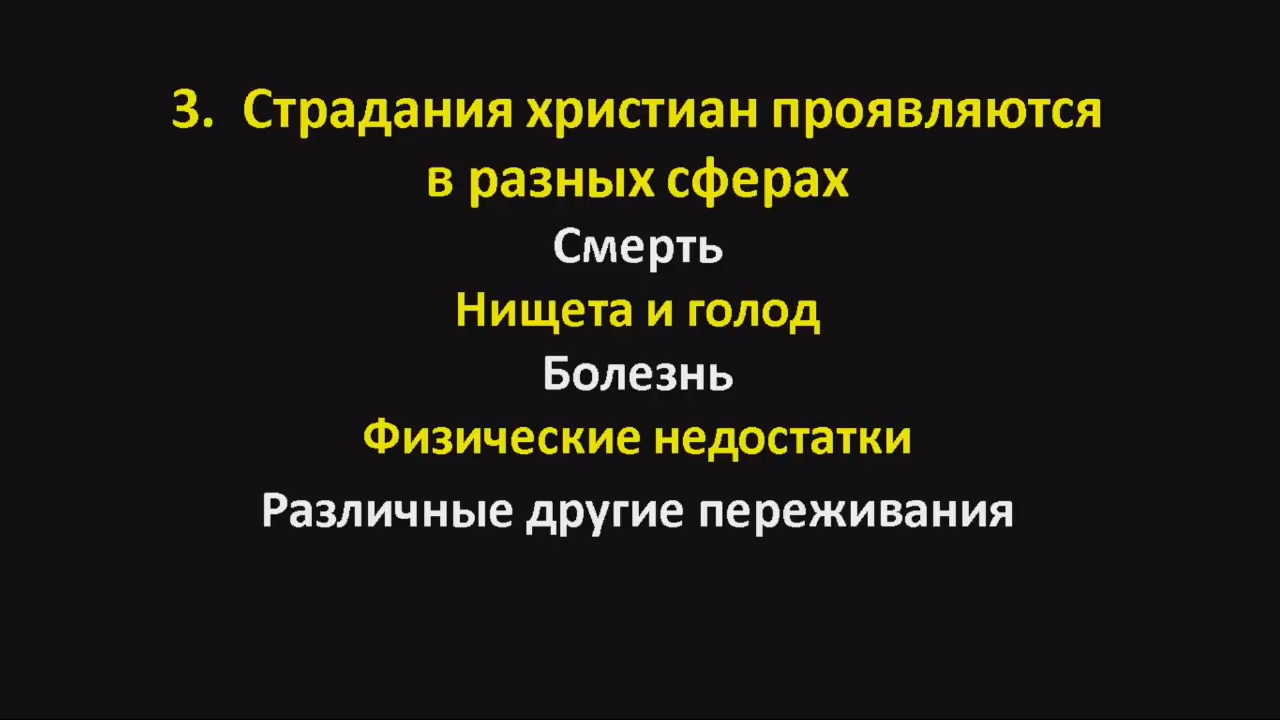 3. Страдания христиан проявляются
в разных сферах
Смерть
Нищета и голод
Болезнь
Физические недостатки
Различные другие переживания